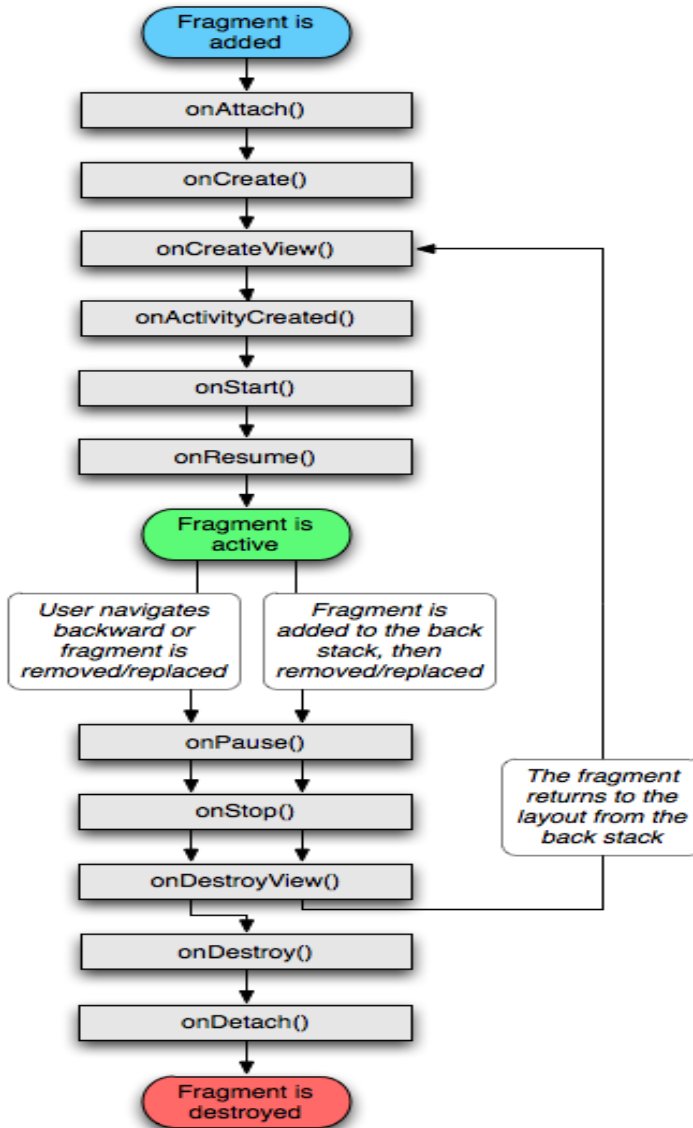 Fragment is
added
onAttach()
onCreate()
onCreateView()
onActivityCreated()
onStart()
onResume()
Fragment is
active
User navigates
backward or
fragment is
removed/replaced
Fragment is
added to the back
stack, then
removed/replaced
onPause()
onStop()
onDestroyView()
The fragment
returns to the
layout from the
back stack
onDestroy()
onDetach()
Fragment is
destroyed